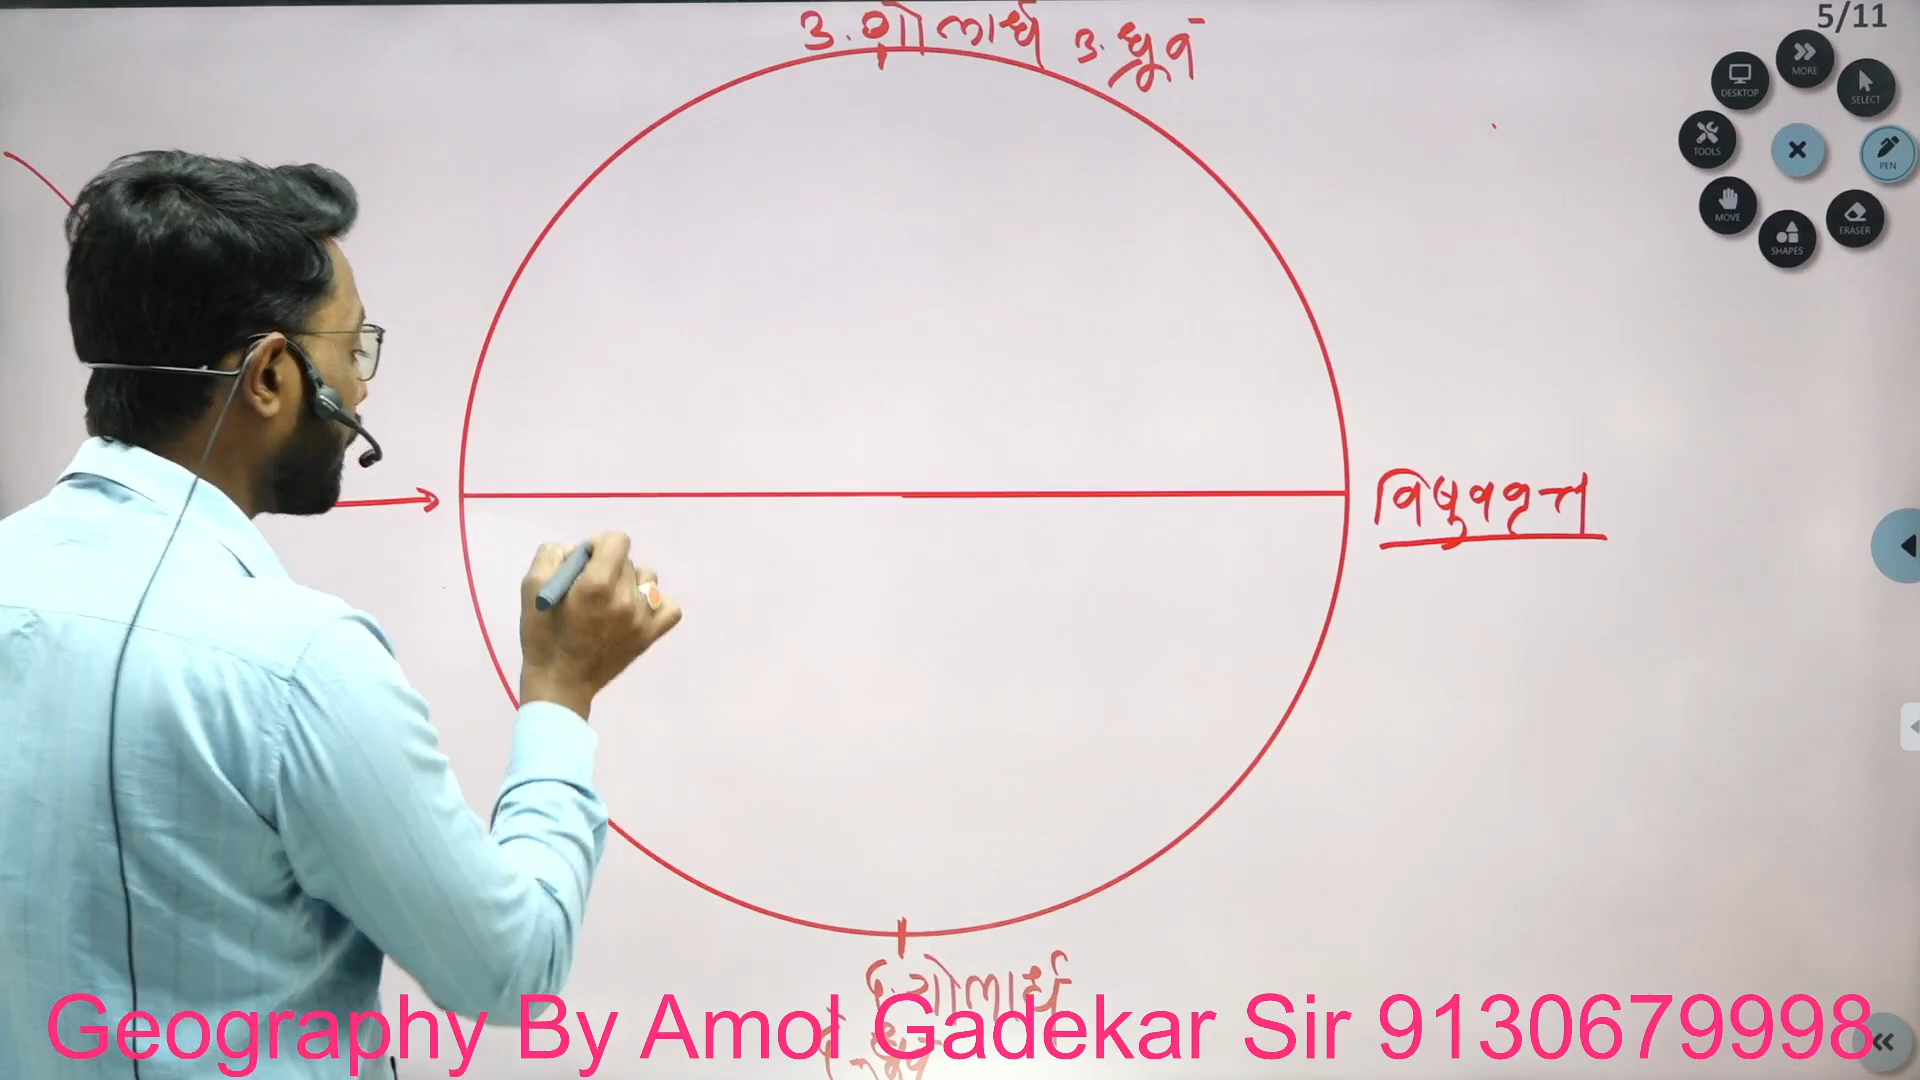 5/11
उ. गोलार्ध उ. ध्रुव
MORE
DESKTOP
SELECT
TOOLS
PEN
MOVE
ERASER
SHAPES
विषुववृत्त
द. गोलार्ध
Geography By Amol Gadekar Sir 9130679998